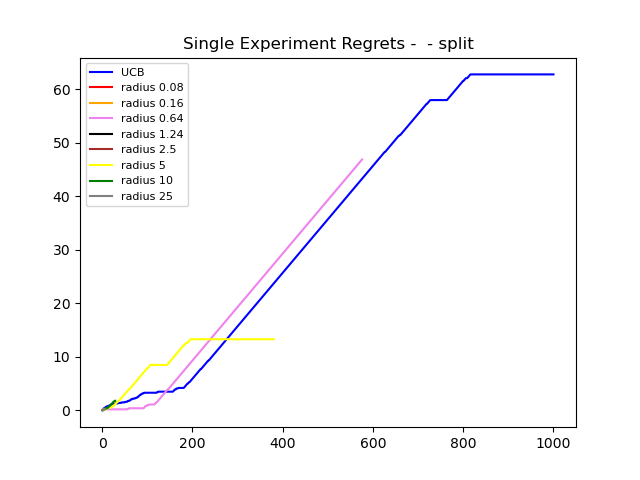 Single Experiment Regrets -  - split
UCB
radius 0.08
radius 0.16
radius 0.64
radius 1.24
radius 2.5
radius 5
radius 10
radius 25
60
50
40
30
20
10
0
0 200 400 600 800 1000